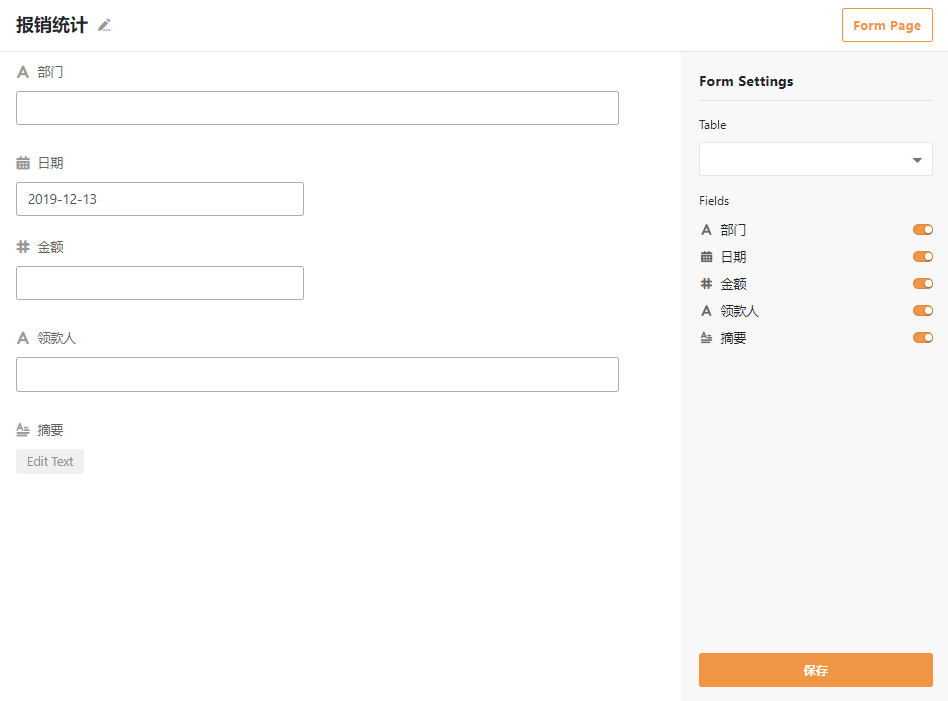 报销统计
Form Page
部门
日期
2019-12-13
金额
领款人
摘要
Edit Text
Form Settings
Table
Fields
部门
日期
金额
领款人
摘要
保存